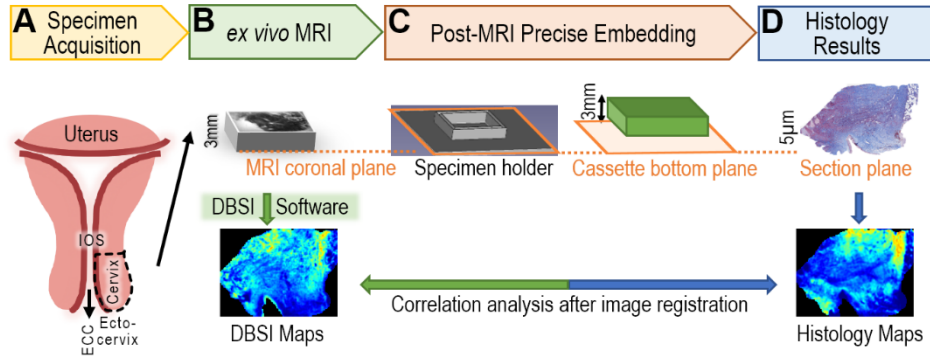 A Specimen
Acquisition
B ex vivo MRI
C Post-MRI Precise Embedding
D Histology
Results
Uterus
IOS
Cervix
ECC
Ecto-
cervix
3mm
MRI coronal plane
Specimen holder
3mm
Cassette bottom plane
5µm
Section plane
DBSI Software
DBSI Maps
Correlation analysis after image registration
Histology Maps